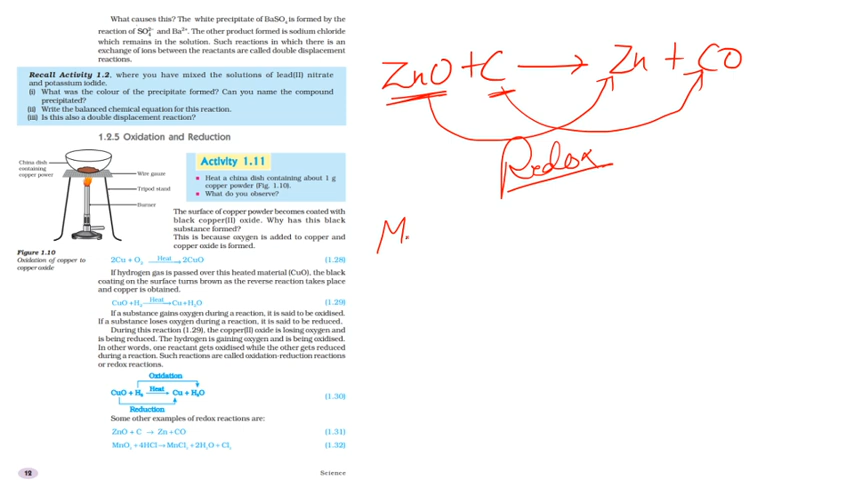 What causes this? The white precipitate of BaSO₄ is formed by the
reaction of SO₄²⁻ and Ba²⁺. The other product formed is sodium chloride
which remains in the solution. Such reactions in which there is an
exchange of ions between the reactants are called double displacement
reactions.
Recall Activity 1.2, where you have mixed the solutions of lead(II) nitrate
and potassium iodide.
(i) What was the colour of the precipitate formed? Can you name the compound
precipitated?
(ii) Write the balanced chemical equation for this reaction.
(iii) Is this also a double displacement reaction?
1.2.5 Oxidation and Reduction
China dish
containing
copper power
Wire gauze
Tripod stand
Burner
Figure 1.10
Oxidation of copper to
copper oxide
Activity 1.11
• Heat a china dish containing about 1 g
copper powder (Fig. 1.10).
• What do you observe?
The surface of copper powder becomes coated with
black copper(II) oxide. Why has this black
substance formed?
This is because oxygen is added to copper and
copper oxide is formed.
2Cu + O₂ Heat→ 2CuO (1.28)
If hydrogen gas is passed over this heated material (CuO), the black
coating on the surface turns brown as the reverse reaction takes place
and copper is obtained.
CuO +H₂ Heat→ Cu+H₂O (1.29)
If a substance gains oxygen during a reaction, it is said to be oxidised.
If a substance loses oxygen during a reaction, it is said to be reduced.
During this reaction (1.29), the copper(II) oxide is losing oxygen and
is being reduced. The hydrogen is gaining oxygen and is being oxidised.
In other words, one reactant gets oxidised while the other gets reduced
during a reaction. Such reactions are called oxidation-reduction reactions
or redox reactions.
Oxidation
CuO + H₂ Heat→ Cu + H₂O (1.30)
Reduction
Some other examples of redox reactions are:
ZnO + C → Zn + CO (1.31)
MnO₂ + 4HCl → MnCl₂ + 2H₂O + Cl₂ (1.32)
12
Science
ZnO + C → Zn + CO
Redox
M.